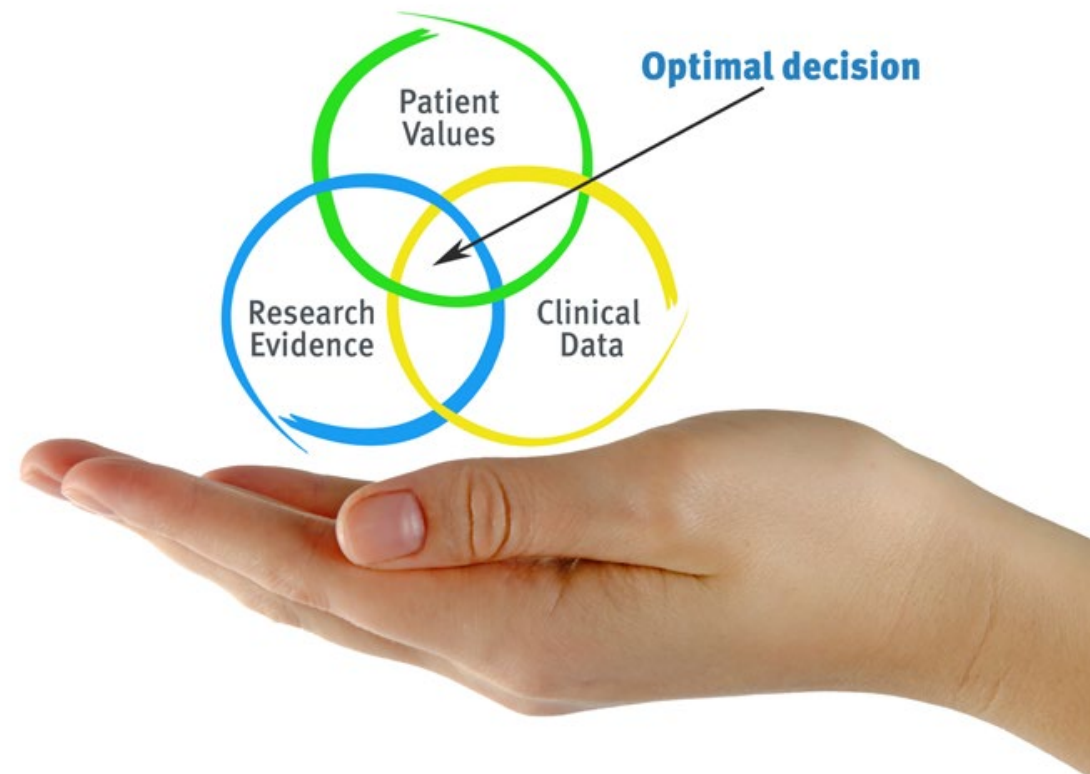 Optimal decision
Patient
Values
Research
Evidence
Clinical
Data